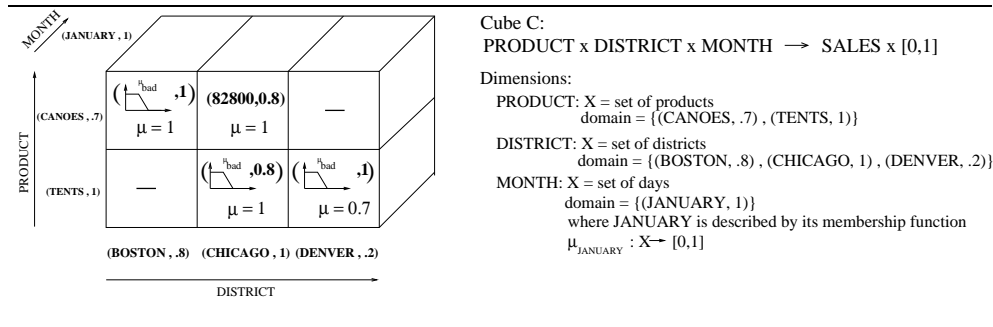 MONTH
(JANUARY, 1)
PRODUCT
(CANOES, .7)
(μbad ,1)
μ = 1
(82800,0.8)
μ = 1
—
(TENTS , 1)
—
(μbad ,0.8)
μ = 1
(μbad ,1)
μ = 0.7
(BOSTON , .8) (CHICAGO , 1) (DENVER , .2)
DISTRICT
Cube C:
PRODUCT x DISTRICT x MONTH → SALES x [0,1]
Dimensions:
PRODUCT: X = set of products
domain = {(CANOES, .7) , (TENTS, 1)}
DISTRICT: X = set of districts
domain = {(BOSTON, .8) , (CHICAGO, 1) , (DENVER, .2)}
MONTH: X = set of days
domain = {(JANUARY, 1)}
where JANUARY is described by its membership function
μJANUARY : X→ [0,1]